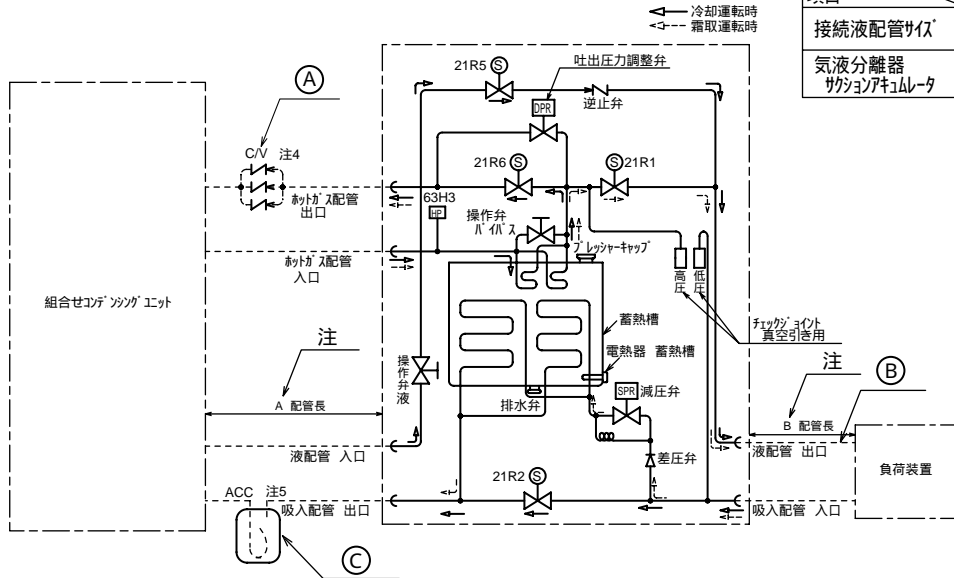 冷却運転時
霜取運転時
接続液配管サイズ
気液分離器
サクションアキュムレータ
A
21R5
S
吐出圧力調整弁
DPR
逆止弁
C/V 注4
21R6
S
S
21R1
ホットガス配管
出口
63H3
HP
操作弁
バイパス
プレッシャーキャップ
ホットガス配管
入口
高圧
低圧
組合せコンデンシングユニット
蓄熱槽
チェックジョイント
真空引き用
注
電熱器 蓄熱槽
注
B
操作弁
液
SPR
減圧弁
排水弁
A 配管長
B 配管長
液配管 入口
差圧弁
液配管 出口
負荷装置
21R2
S
ACC 注5
吸入配管 出口
吸入配管 入口
C